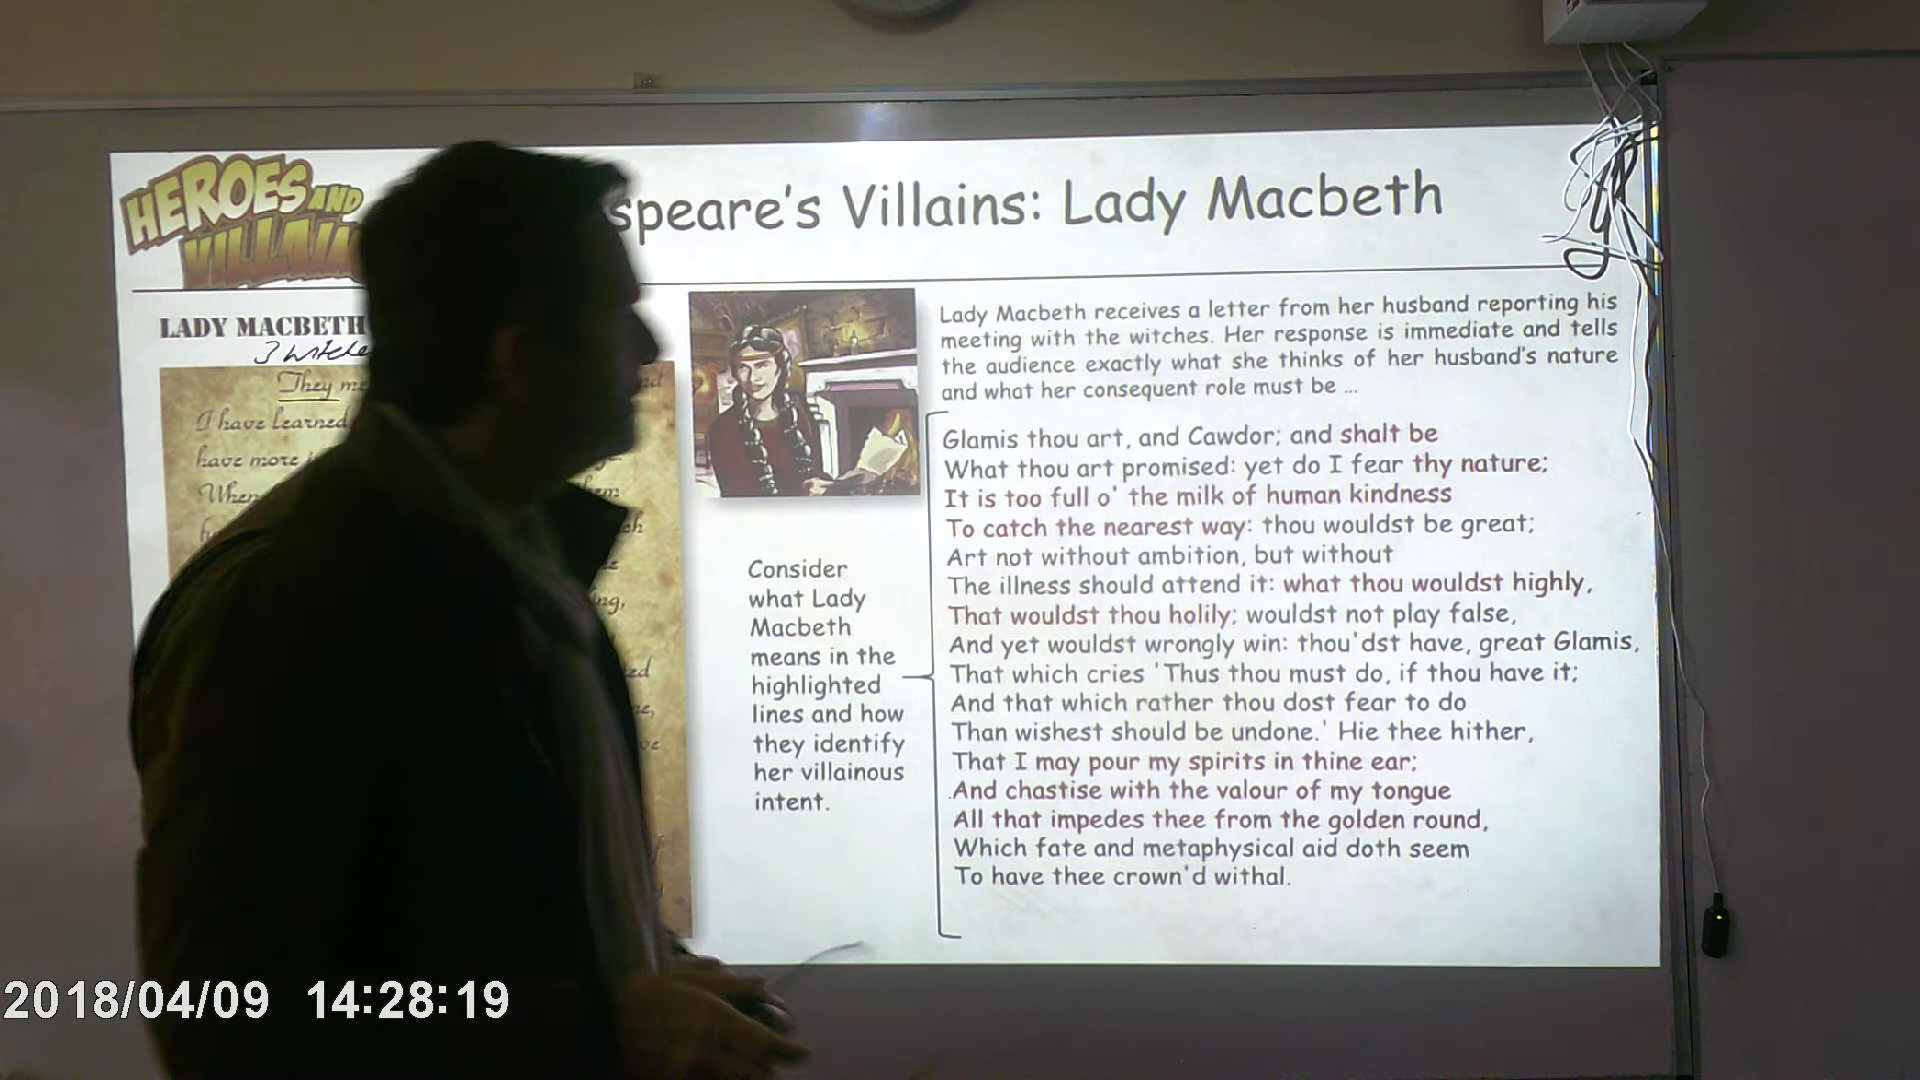 HEROES AND
VILLAIN
speare's Villains: Lady Macbeth
LADY MACBETH
3
They
I have learned
have more
When
Lady Macbeth receives a letter from her husband reporting his
meeting with the witches. Her response is immediate and tells
the audience exactly what she thinks of her husband's nature
and what her consequent role must be ...
Consider
what Lady
Macbeth
means in the
highlighted
lines and how
they identify
her villainous
intent.
Glamis thou art, and Cawdor; and shalt be
What thou art promised: yet do I fear thy nature;
It is too full o' the milk of human kindness
To catch the nearest way: thou wouldst be great;
Art not without ambition, but without
The illness should attend it: what thou wouldst highly,
That wouldst thou holily; wouldst not play false,
And yet wouldst wrongly win: thou'dst have, great Glamis,
That which cries 'Thus thou must do, if thou have it;
And that which rather thou dost fear to do
Than wishest should be undone.' Hie thee hither,
That I may pour my spirits in thine ear;
And chastise with the valour of my tongue
All that impedes thee from the golden round,
Which fate and metaphysical aid doth seem
To have thee crown'd withal.
2018/04/09 14:28:19